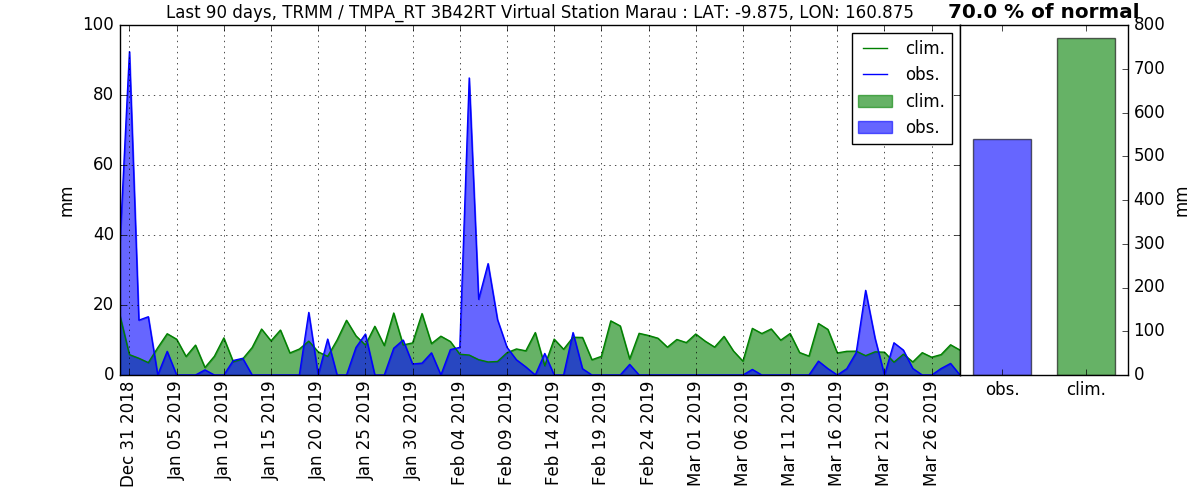 Last 90 days, TRMM / TMPA_RT 3B42RT Virtual Station Marau : LAT: -9.875, LON: 160.875
70.0 % of normal
100
80
60
40
20
0
mm
clim.
obs.
clim.
obs.
800
700
600
500
400
300
200
100
0
mm
obs.
clim.
Dec 31 2018
Jan 05 2019
Jan 10 2019
Jan 15 2019
Jan 20 2019
Jan 25 2019
Jan 30 2019
Feb 04 2019
Feb 09 2019
Feb 14 2019
Feb 19 2019
Feb 24 2019
Mar 01 2019
Mar 06 2019
Mar 11 2019
Mar 16 2019
Mar 21 2019
Mar 26 2019